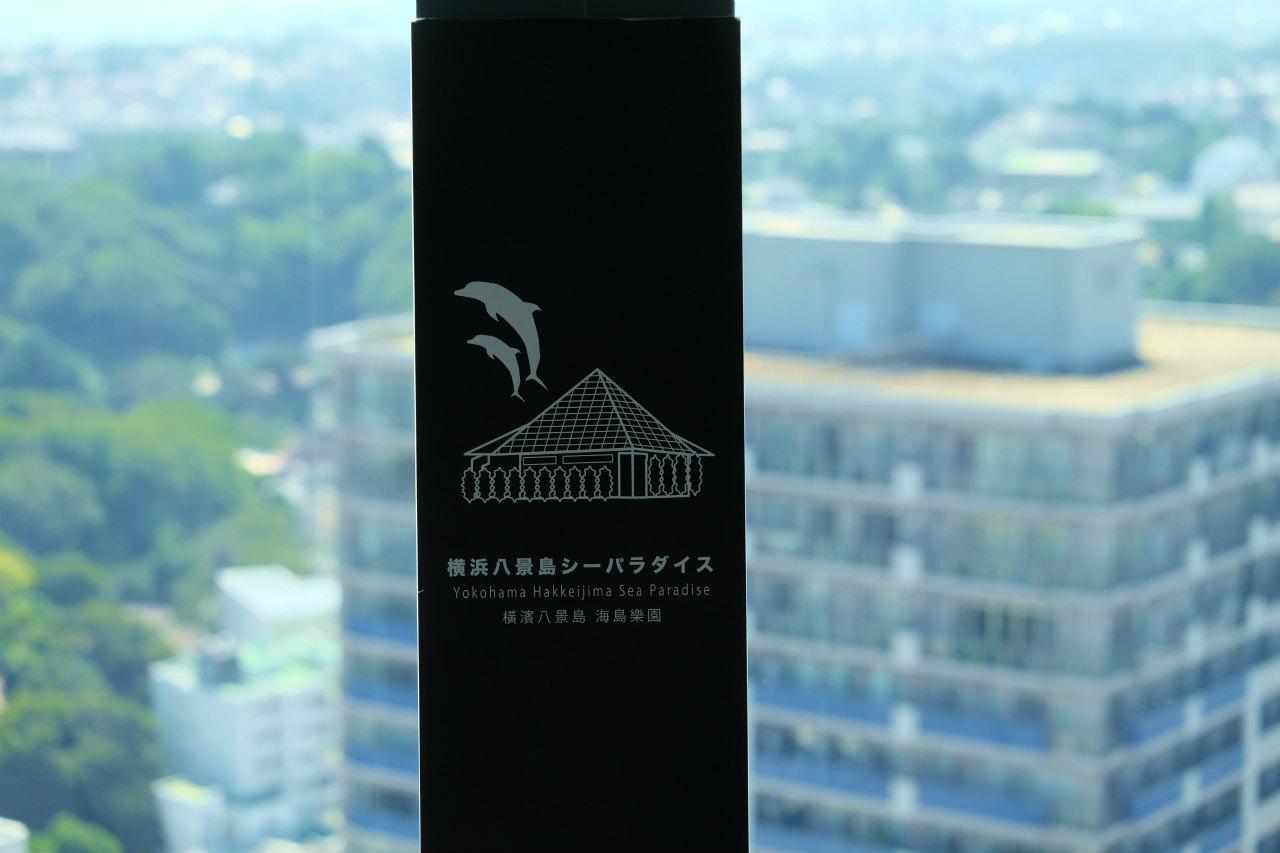 横浜八景島シーパラダイス
Yokohama Hakkeijima Sea Paradise
橫濱八景島 海島樂園